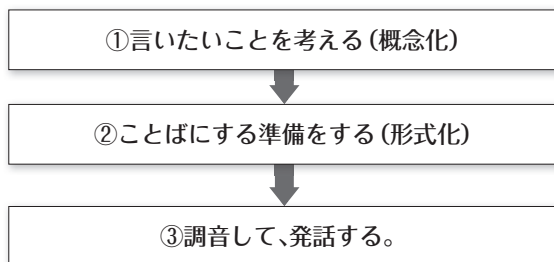 ①言いたいことを考える(概念化)
②ことばにする準備をする(形式化)
③調音して、発話する。